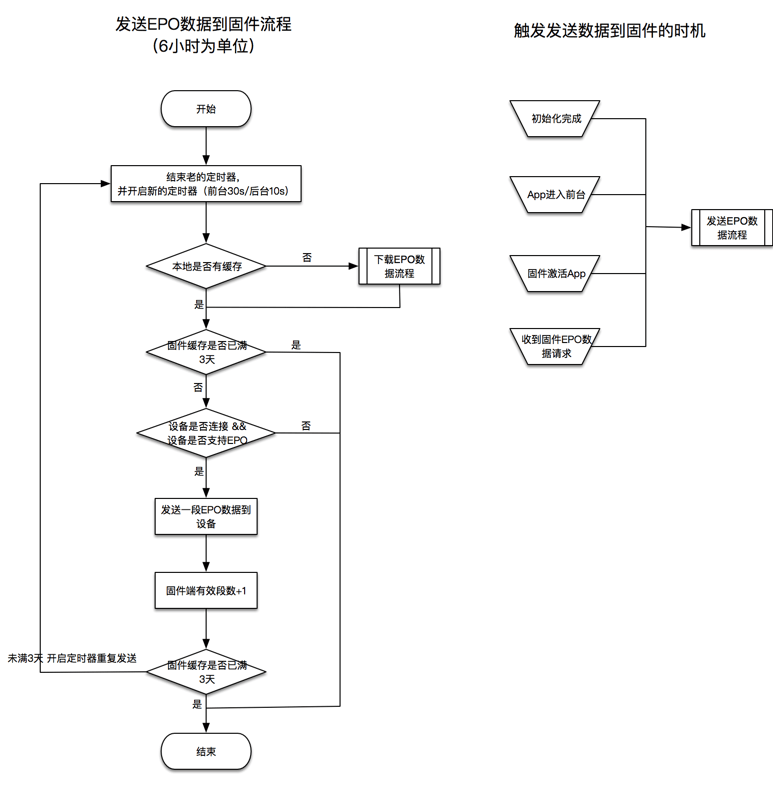 发送EPO数据到固件流程
（6小时为单位）
触发发送数据到固件的时机
开始
结束老的定时器，
并开启新的定时器（前台30s/后台10s）
本地是否有缓存
否
下载EPO数
据流程
是
固件缓存是否已满
3天
是
否
设备是否连接 &&
设备是否支持EPO
否
是
发送一段EPO数据到
设备
固件端有效段数+1
未满3天 开启定时器重复发送
固件缓存是否已满
3天
是
结束
初始化完成
App进入前台
发送EPO数
据流程
固件激活App
收到固件EPO数
据请求